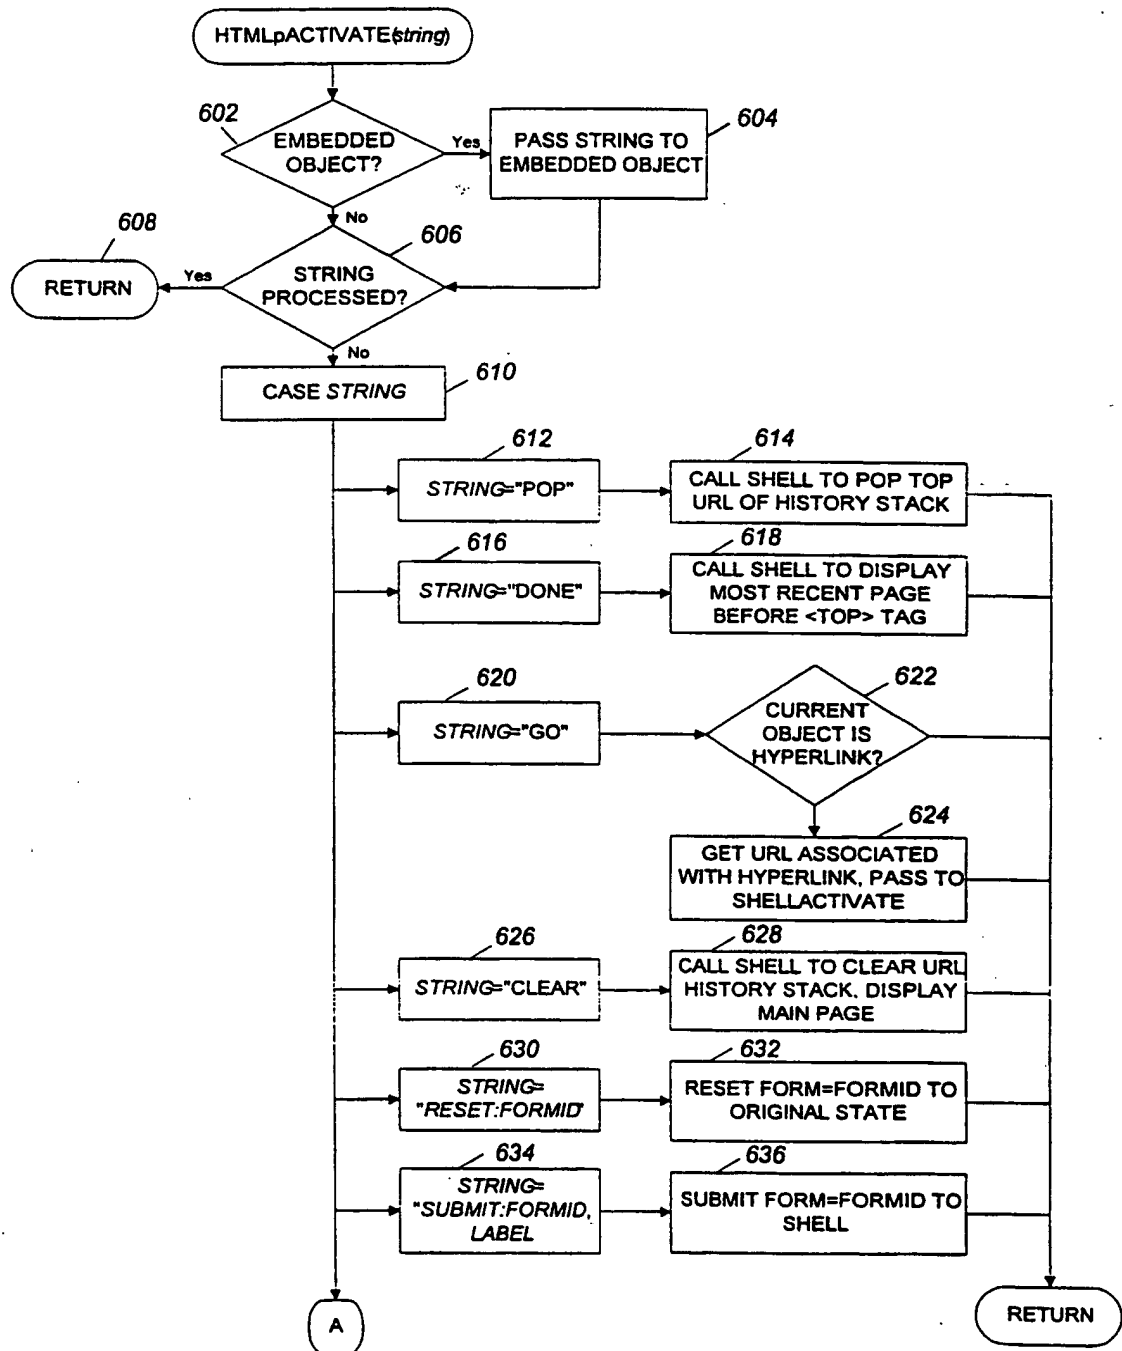 HTMLpACTIVATE(string)
602
EMBEDDED
OBJECT?
Yes
PASS STRING TO
EMBEDDED OBJECT
604
No
608
RETURN
Yes
606
STRING
PROCESSED?
No
CASE STRING
610
612
STRING="POP"
614
CALL SHELL TO POP TOP
URL OF HISTORY STACK
616
STRING="DONE"
618
CALL SHELL TO DISPLAY
MOST RECENT PAGE
BEFORE <TOP> TAG
620
STRING="GO"
622
CURRENT
OBJECT IS
HYPERLINK?
624
GET URL ASSOCIATED
WITH HYPERLINK, PASS TO
SHELLACTIVATE
626
STRING="CLEAR"
628
CALL SHELL TO CLEAR URL
HISTORY STACK, DISPLAY
MAIN PAGE
630
STRING=
"RESET:FORMID"
632
RESET FORM=FORMID TO
ORIGINAL STATE
634
STRING=
"SUBMIT:FORMID,
LABEL
636
SUBMIT FORM=FORMID TO
SHELL
A
RETURN